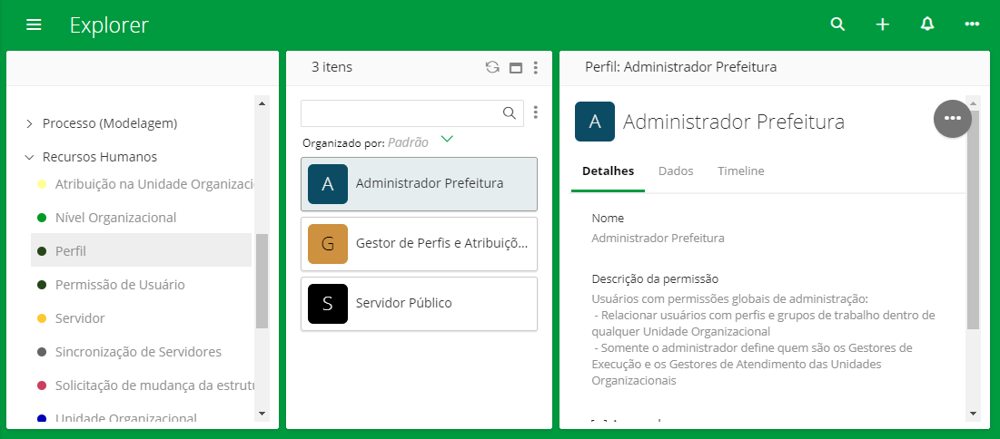 Explorer
Processo (Modelagem)
Recursos Humanos
Atribuição na Unidade Organizaci
Nível Organizacional
Perfil
Permissão de Usuário
Servidor
Sincronização de Servidores
Solicitação de mudança da estrutu
Unidade Organizacional
3 itens
Organizado por: Padrão
A
Administrador Prefeitura
G
Gestor de Perfis e Atribuiçõ...
S
Servidor Público
Perfil: Administrador Prefeitura
A
Administrador Prefeitura
Detalhes
Dados
Timeline
Nome
Administrador Prefeitura
Descrição da permissão
Usuários com permissões globais de administração:
- Relacionar usuários com perfis e grupos de trabalho dentro de
qualquer Unidade Organizacional
- Somente o administrador define quem são os Gestores de
Execução e os Gestores de Atendimento das Unidades
Organizacionais